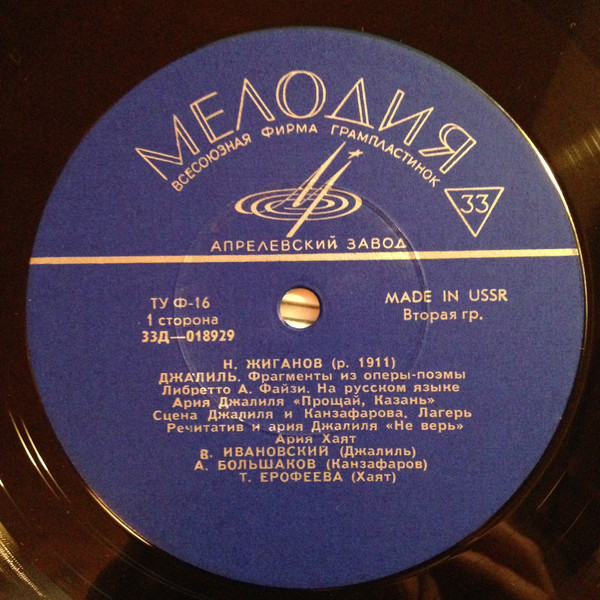 МЕЛОДИЯ
ВСЕСОЮЗНАЯ ФИРМА ГРАМПЛАСТИНОК
33
АПРЕЛЕВСКИЙ ЗАВОД
ТУ Ф-16
MADE IN USSR
1 сторона
Вторая гр.
33Д—018929
Н. ЖИГАНОВ (р. 1911)
ДЖАЛИЛЬ. Фрагменты из оперы-поэмы
Либретто А. Файзи. На русском языке
Ария Джалиля «Прощай, Казань»
Сцена Джалиля и Канзафарова, Лагерь
Речитатив и ария Джалиля «Не верь»
Ария Хаят
В. ИВАНОВСКИЙ (Джалиль)
А. БОЛЬШАКОВ (Канзафаров)
Т. ЕРОФЕЕВА (Хаят)